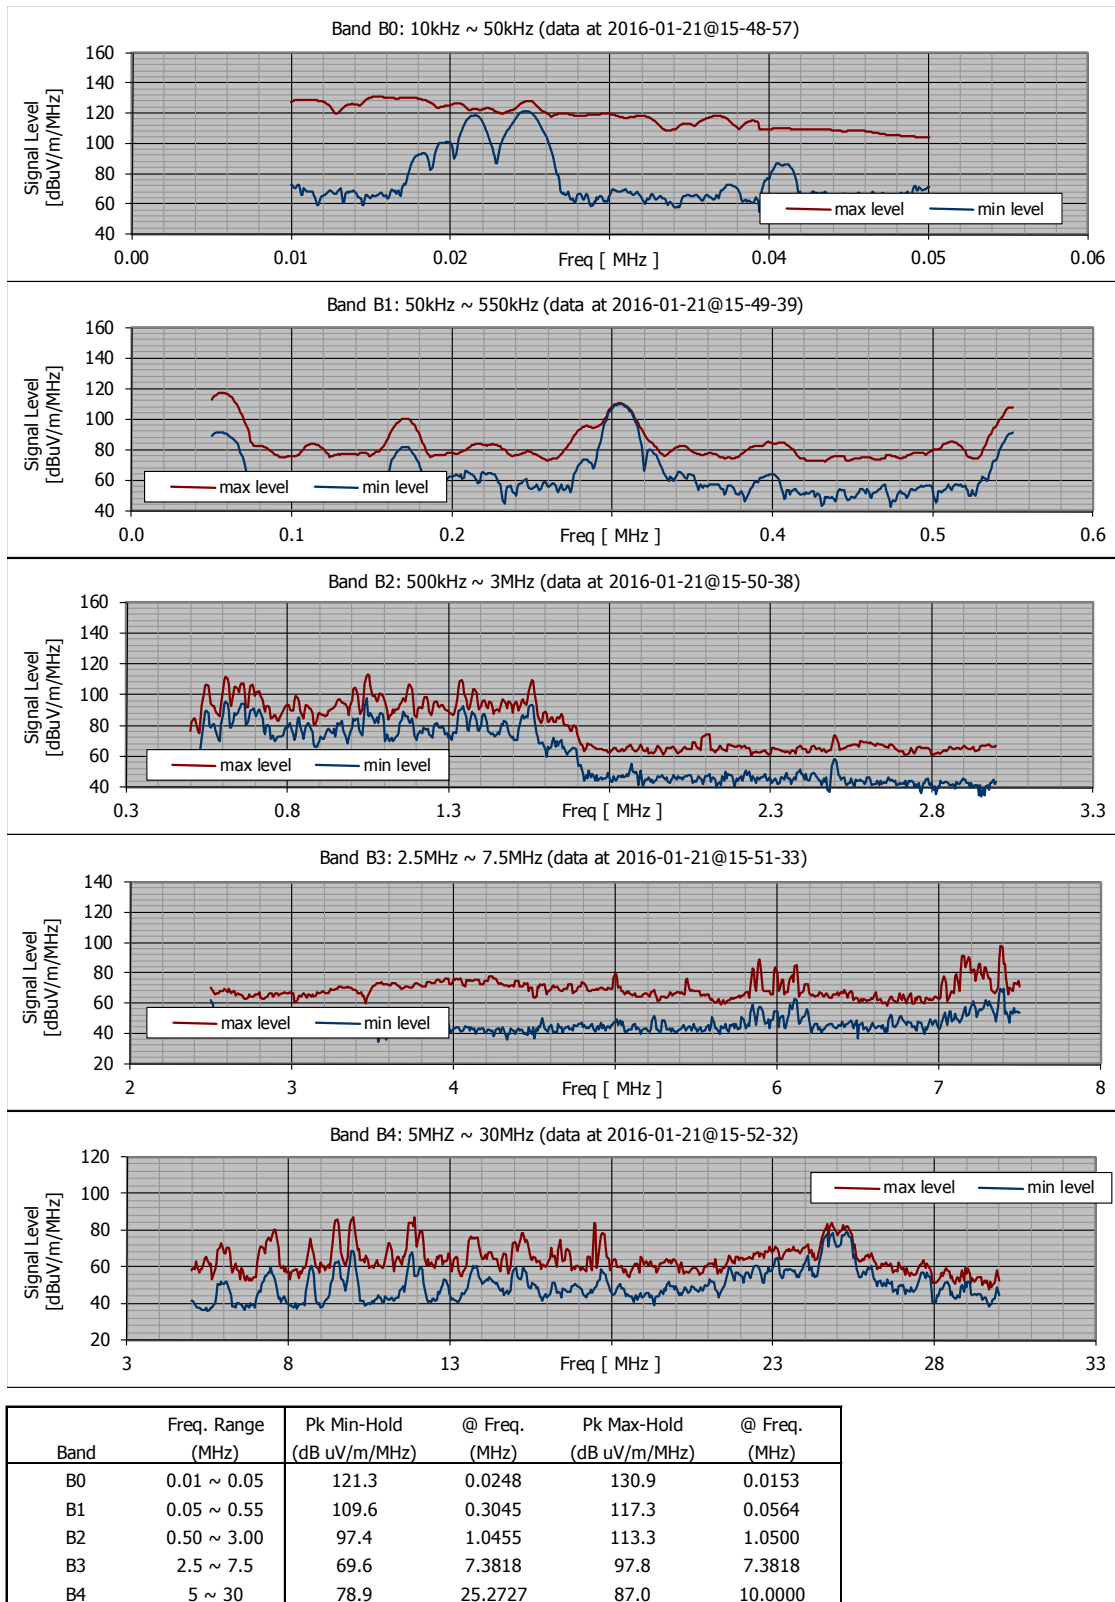 Band B0: 10kHz ~ 50kHz (data at 2016-01-21@15-48-57)
160
140
120
100
80
60
40
Signal Level
[dBuV/m/MHz]
max level min level
0.00 0.01 0.02 Freq [ MHz ] 0.04 0.05 0.06
Band B1: 50kHz ~ 550kHz (data at 2016-01-21@15-49-39)
160
140
120
100
80
60
40
Signal Level
[dBuV/m/MHz]
max level min level
0.0 0.1 0.2 Freq [ MHz ] 0.4 0.5 0.6
Band B2: 500kHz ~ 3MHz (data at 2016-01-21@15-50-38)
160
140
120
100
80
60
40
Signal Level
[dBuV/m/MHz]
max level min level
0.3 0.8 1.3 Freq [ MHz ] 2.3 2.8 3.3
Band B3: 2.5MHz ~ 7.5MHz (data at 2016-01-21@15-51-33)
140
120
100
80
60
40
20
Signal Level
[dBuV/m/MHz]
max level min level
2 3 4 Freq [ MHz ] 6 7 8
Band B4: 5MHZ ~ 30MHz (data at 2016-01-21@15-52-32)
120
100
80
60
40
20
Signal Level
[dBuV/m/MHz]
max level min level
3 8 13 Freq [ MHz ] 23 28 33
Freq. Range Pk Min-Hold @ Freq. Pk Max-Hold @ Freq.
Band (MHz) (dB uV/m/MHz) (MHz) (dB uV/m/MHz) (MHz)
B0 0.01 ~ 0.05 121.3 0.0248 130.9 0.0153
B1 0.05 ~ 0.55 109.6 0.3045 117.3 0.0564
B2 0.50 ~ 3.00 97.4 1.0455 113.3 1.0500
B3 2.5 ~ 7.5 69.6 7.3818 97.8 7.3818
B4 5 ~ 30 78.9 25.2727 87.0 10.0000